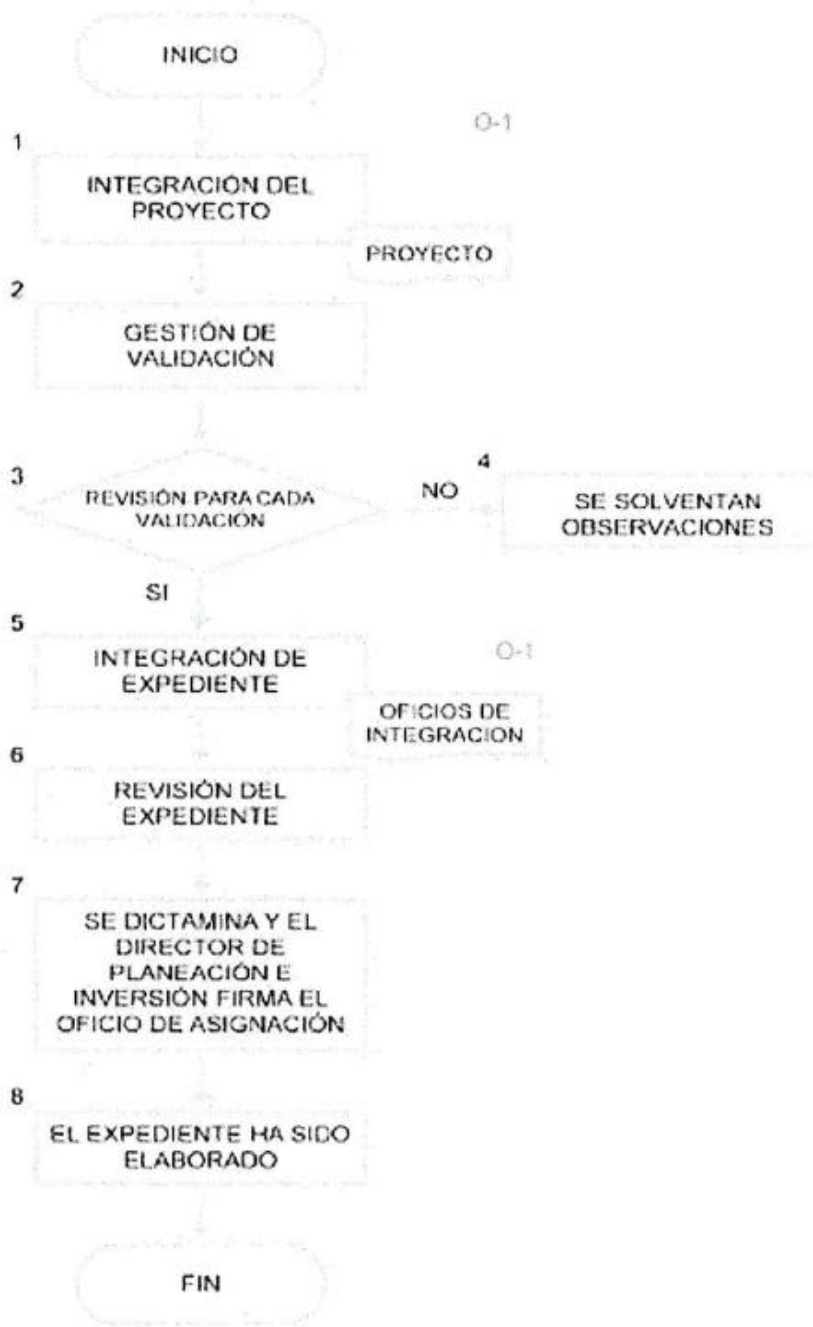 INICIO
O-1
1
INTEGRACIÓN DEL
PROYECTO
PROYECTO
2
GESTIÓN DE
VALIDACIÓN
3
REVISIÓN PARA CADA
VALIDACIÓN
NO
4
SE SOLVENTAN
OBSERVACIONES
SI
5
INTEGRACIÓN DE
EXPEDIENTE
O-1
OFICIOS DE
INTEGRACION
6
REVISIÓN DEL
EXPEDIENTE
7
SE DICTAMINA Y EL
DIRECTOR DE
PLANEACIÓN E
INVERSIÓN FIRMA EL
OFICIO DE ASIGNACIÓN
8
EL EXPEDIENTE HA SIDO
ELABORADO
FIN